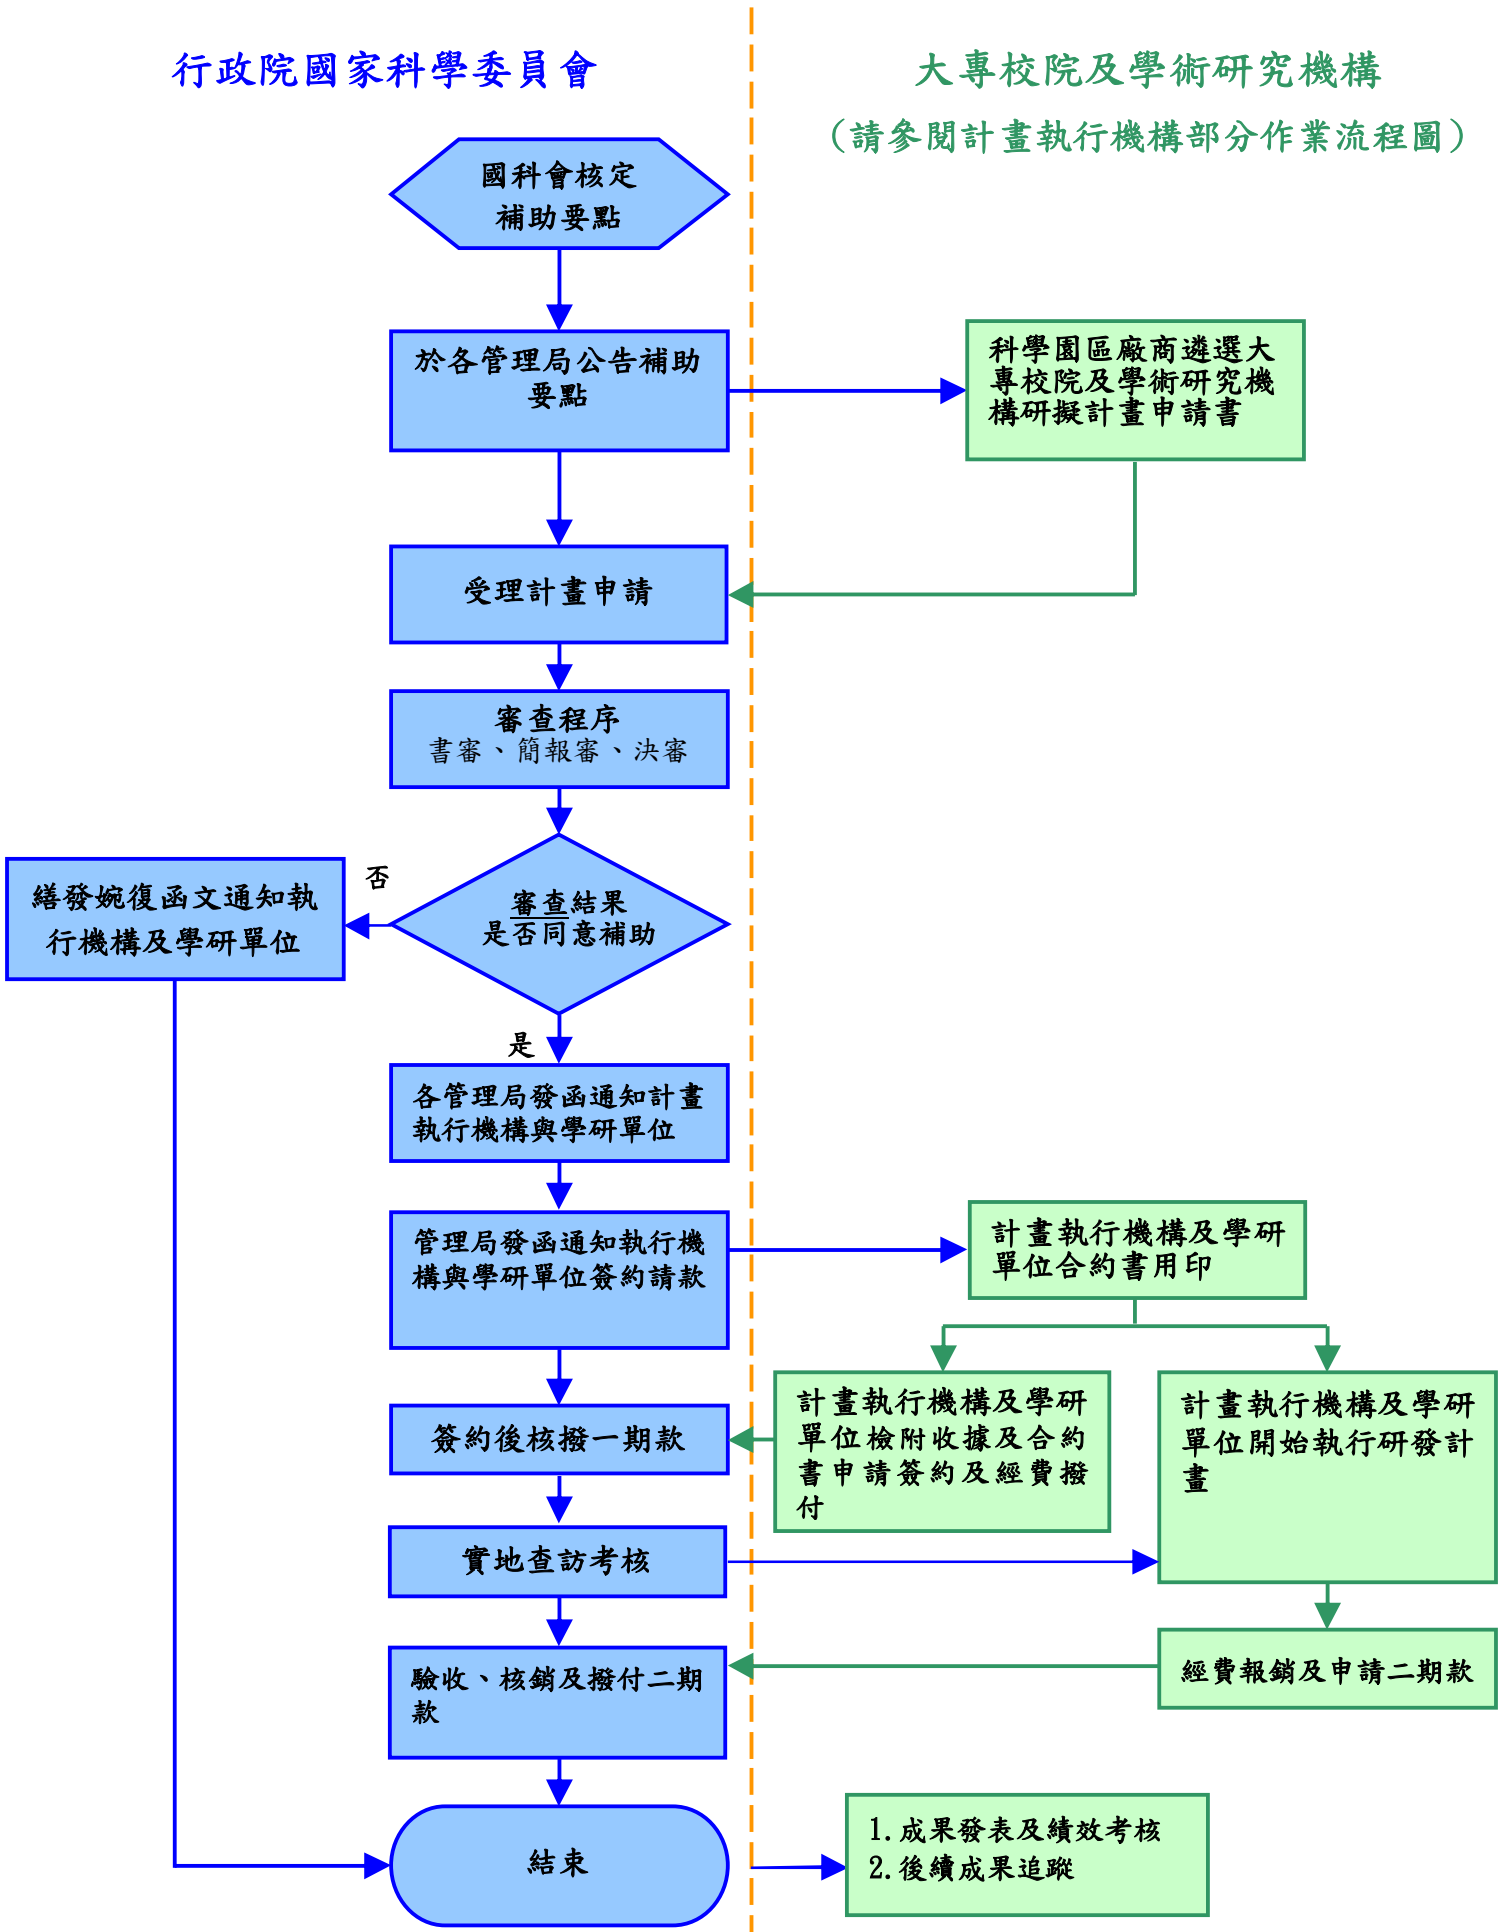 行政院國家科學委員會
大專校院及學術研究機構
（請參閱計畫執行機構部分作業流程圖）
國科會核定
補助要點
於各管理局公告補助
要點
科學園區廠商遴選大
專校院及學術研究機
構研擬計畫申請書
受理計畫申請
審查程序
書審、簡報審、決審
否
審查結果
是否同意補助
繕發婉復函文通知執
行機構及學研單位
是
各管理局發函通知計畫
執行機構與學研單位
管理局發函通知執行機
構與學研單位簽約請款
計畫執行機構及學研
單位合約書用印
簽約後核撥一期款
計畫執行機構及學研
單位檢附收據及合約
書申請簽約及經費撥
付
計畫執行機構及學研
單位開始執行研發計
畫
實地查訪考核
驗收、核銷及撥付二期
款
經費報銷及申請二期款
結束
1.成果發表及績效考核
2.後續成果追蹤